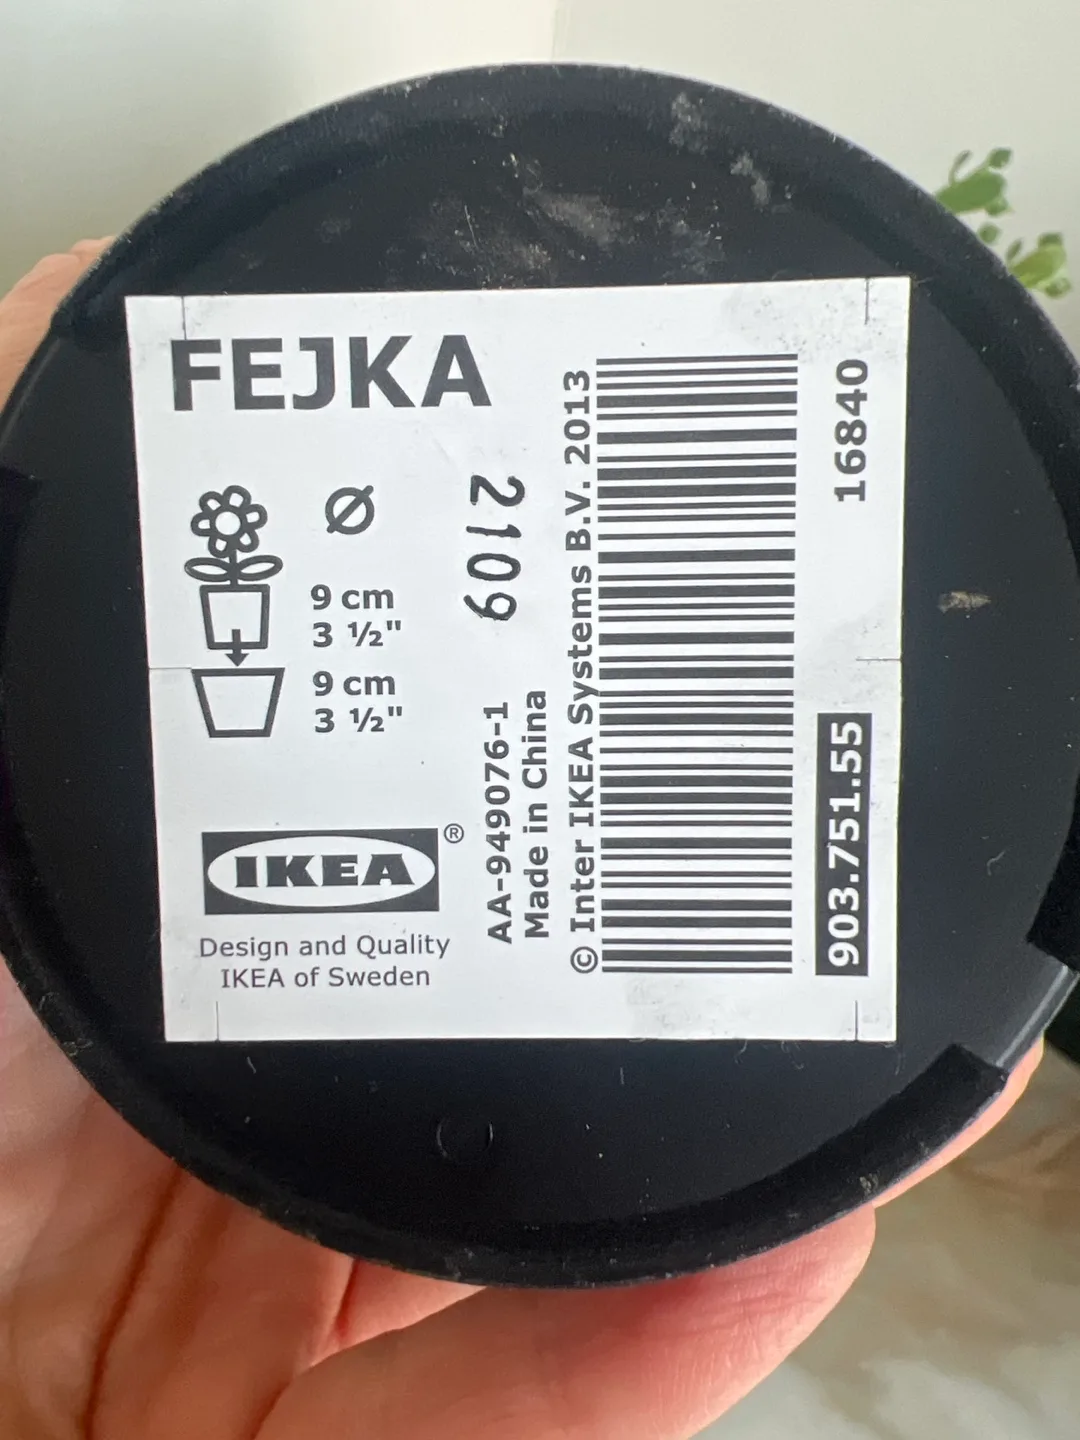 FEJKA
Ø
9 cm
3 ½"
9 cm
3 ½"
IKEA®
Design and Quality
IKEA of Sweden
2109
AA-949076-1
Made in China
© Inter IKEA Systems B.V. 2013
16840
903.751.55